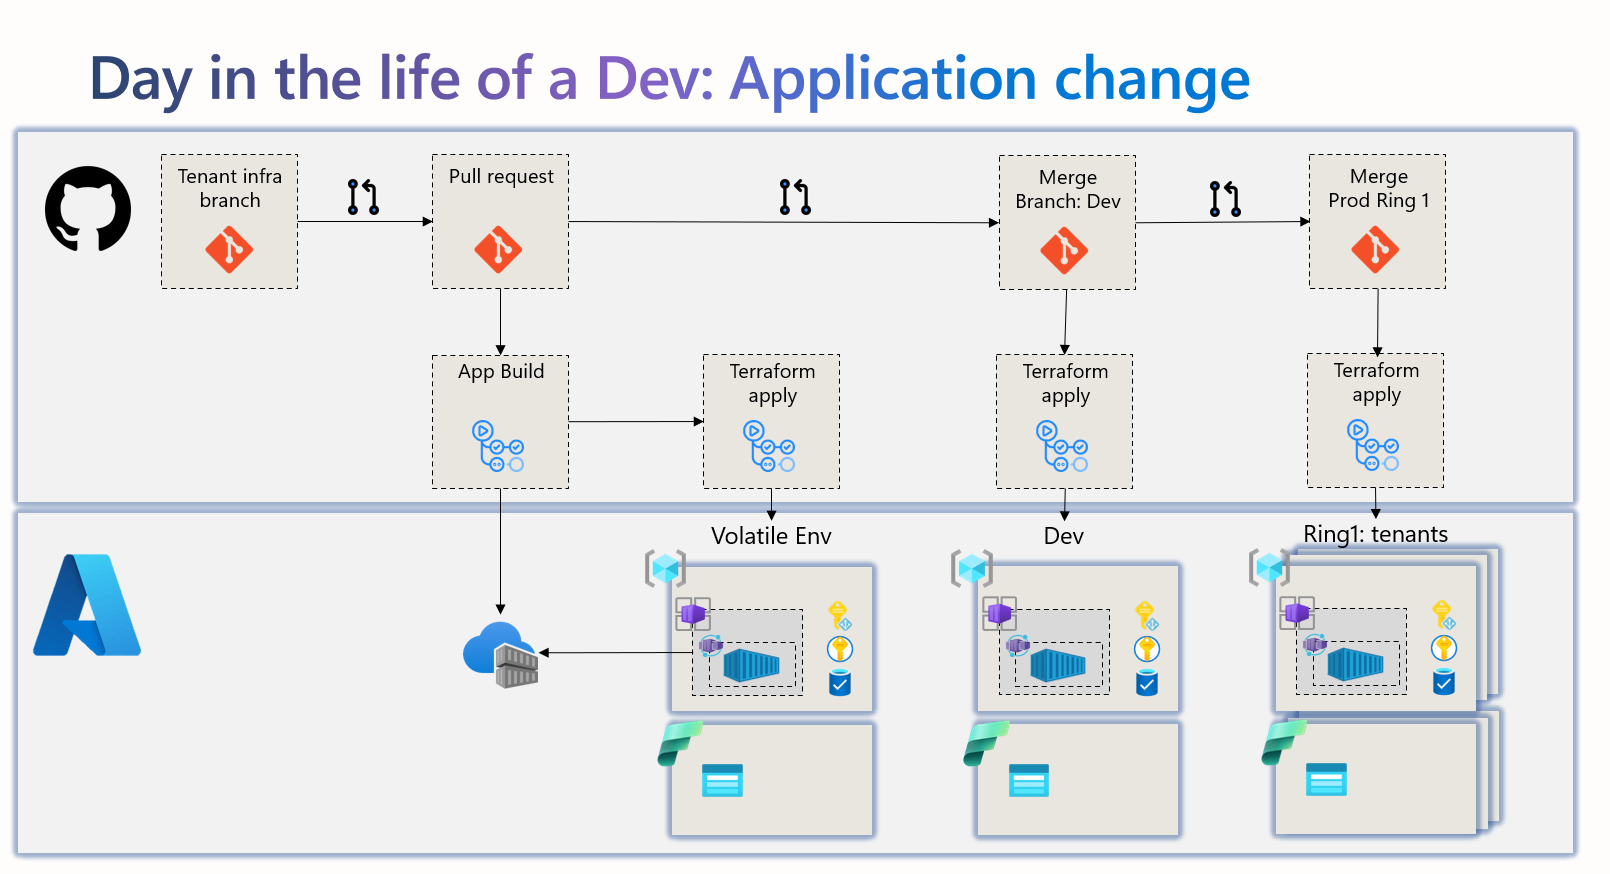 Day in the life of a Dev: Application change
Tenant infra
branch
Pull request
Merge
Branch: Dev
Merge
Prod Ring 1
App Build
Terraform
apply
Terraform
apply
Terraform
apply
Volatile Env
Dev
Ring1: tenants